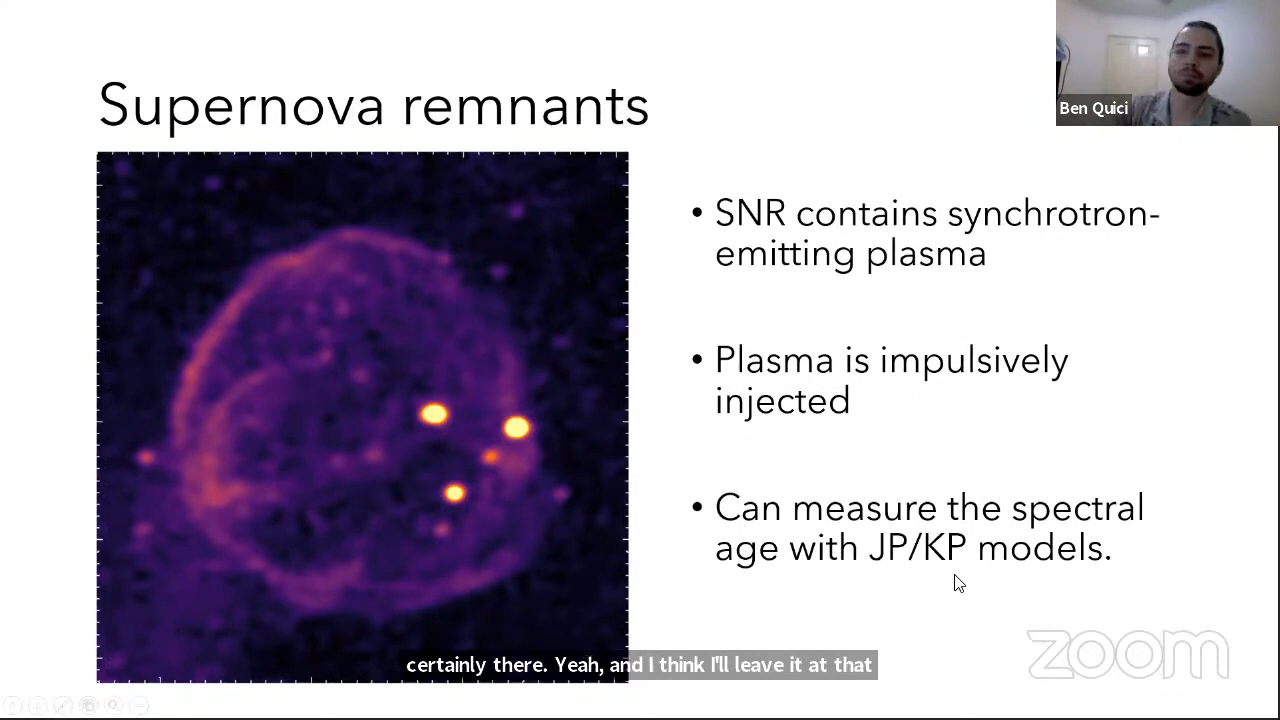 Ben Quici
Supernova remnants
• SNR contains synchrotron-
emitting plasma
• Plasma is impulsively
injected
• Can measure the spectral
age with JP/KP models.
zoom
certainly there. Yeah, and I think I'll leave it at that